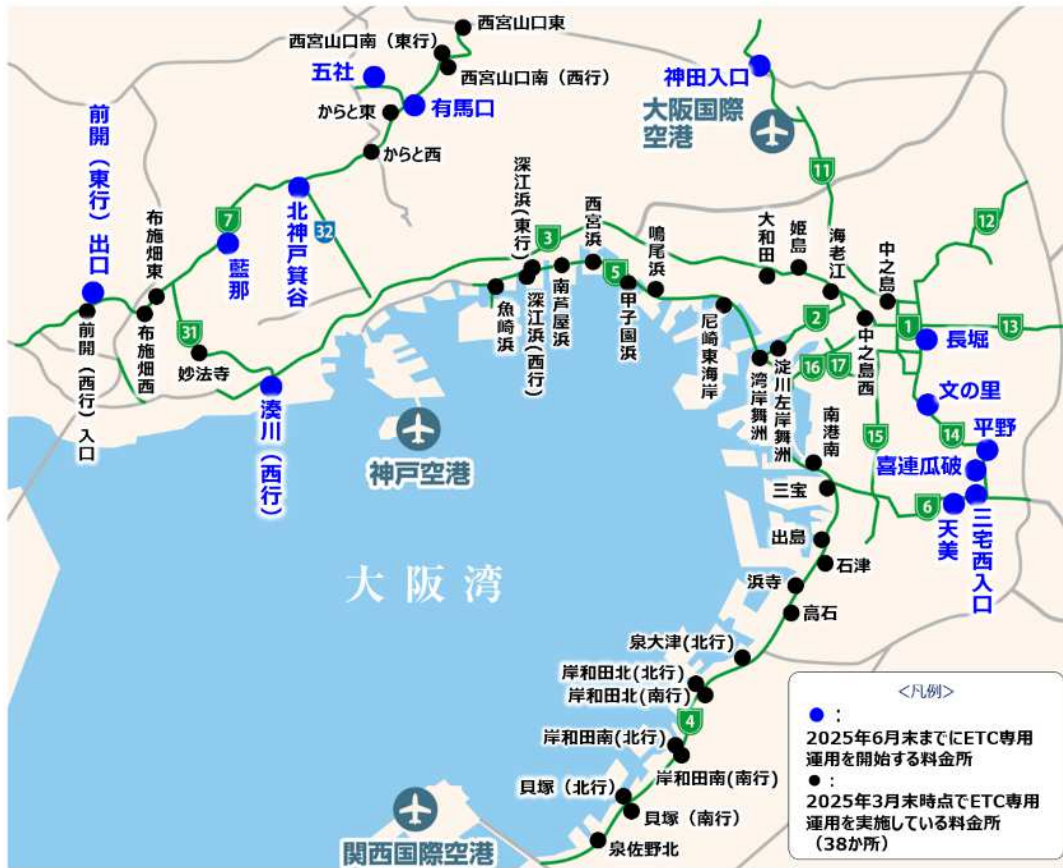 西宮山口東
西宮山口南（東行）
西宮山口南（西行）
五社
有馬口
からと東
からと西
神田入口
大阪国際
空港
11
前開（東行）出口
布施畑東
7
藍那
北神戸箕谷
32
深江浜(東行)
3
西宮浜
5
鳴尾浜
大和田
姫島
海老江
中之島
12
前開（西行）入口
布施畑西
31
妙法寺
湊川（西行）
魚崎浜
深江浜(西行)
南芦屋浜
甲子園浜
尼崎東海岸
湾岸舞洲
淀川左岸舞洲
2
16
17
中之島西
1
13
長堀
文の里
14
平野
15
喜連瓜破
南港南
三宝
6
天美
三宅西入口
神戸空港
大阪湾
出島
石津
浜寺
高石
泉大津(北行)
岸和田北(北行)
岸和田北(南行)
4
岸和田南(北行)
岸和田南(南行)
貝塚（北行）
貝塚（南行）
泉佐野北
関西国際空港
<凡例>
：
2025年6月末までにETC専用
運用を開始する料金所
：
2025年3月末時点でETC専用
運用を実施している料金所
（38か所）